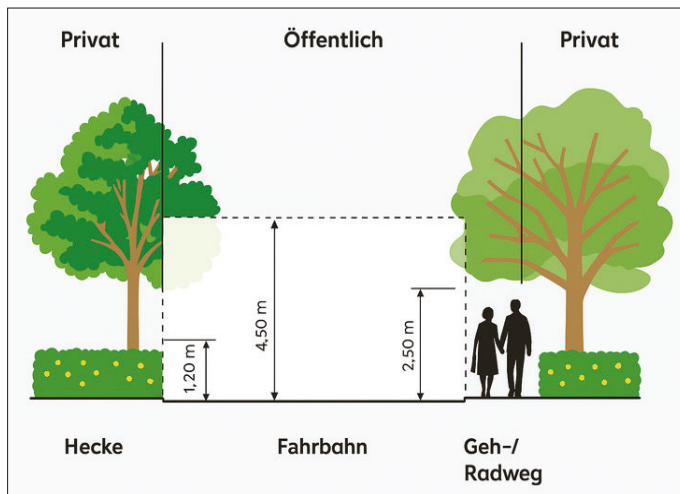 Privat
Öffentlich
Privat
1,20 m
4,50 m
2,50 m
Hecke
Fahrbahn
Geh-/
Radweg